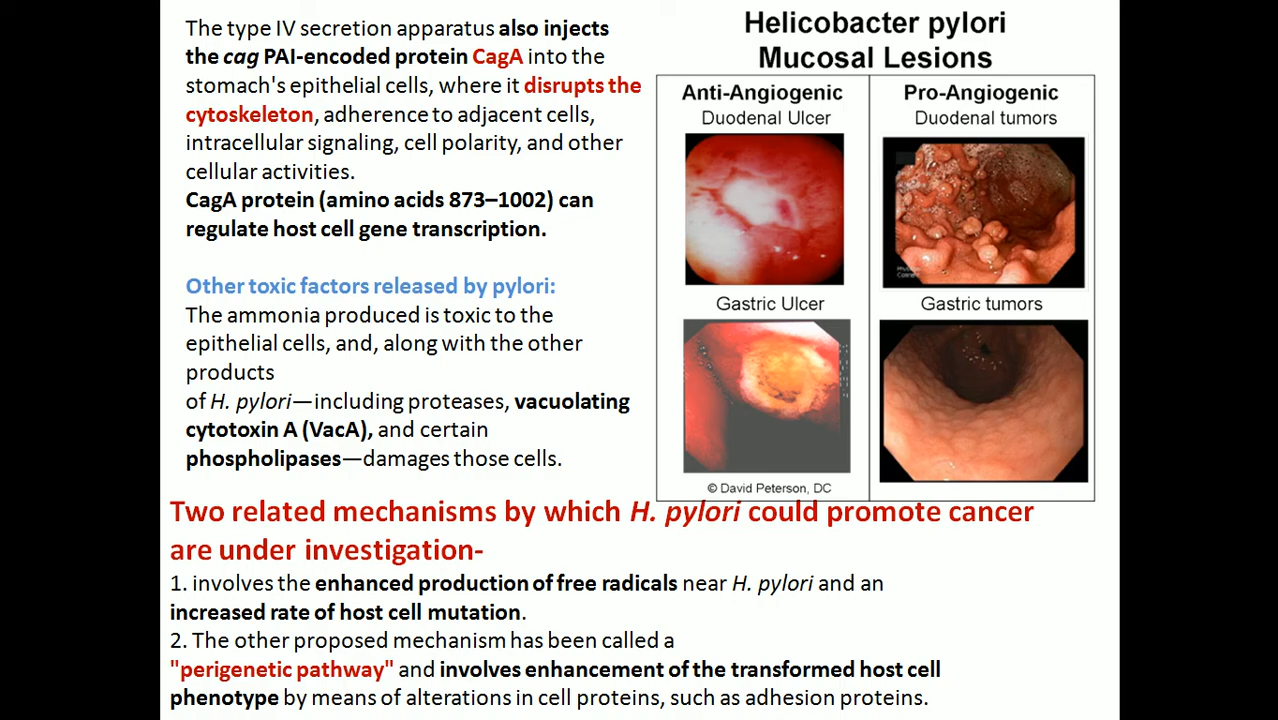 The type IV secretion apparatus also injects
the cag PAI-encoded protein CagA into the
stomach's epithelial cells, where it disrupts the
cytoskeleton, adherence to adjacent cells,
intracellular signaling, cell polarity, and other
cellular activities.
CagA protein (amino acids 873–1002) can
regulate host cell gene transcription.
Other toxic factors released by pylori:
The ammonia produced is toxic to the
epithelial cells, and, along with the other
products
of H. pylori—including proteases, vacuolating
cytotoxin A (VacA), and certain
phospholipases—damages those cells.
Helicobacter pylori
Mucosal Lesions
Anti-Angiogenic
Duodenal Ulcer
Gastric Ulcer
© David Peterson, DC
Pro-Angiogenic
Duodenal tumors
Gastric tumors
Two related mechanisms by which H. pylori could promote cancer
are under investigation-
1. involves the enhanced production of free radicals near H. pylori and an
increased rate of host cell mutation.
2. The other proposed mechanism has been called a
"perigenetic pathway" and involves enhancement of the transformed host cell
phenotype by means of alterations in cell proteins, such as adhesion proteins.